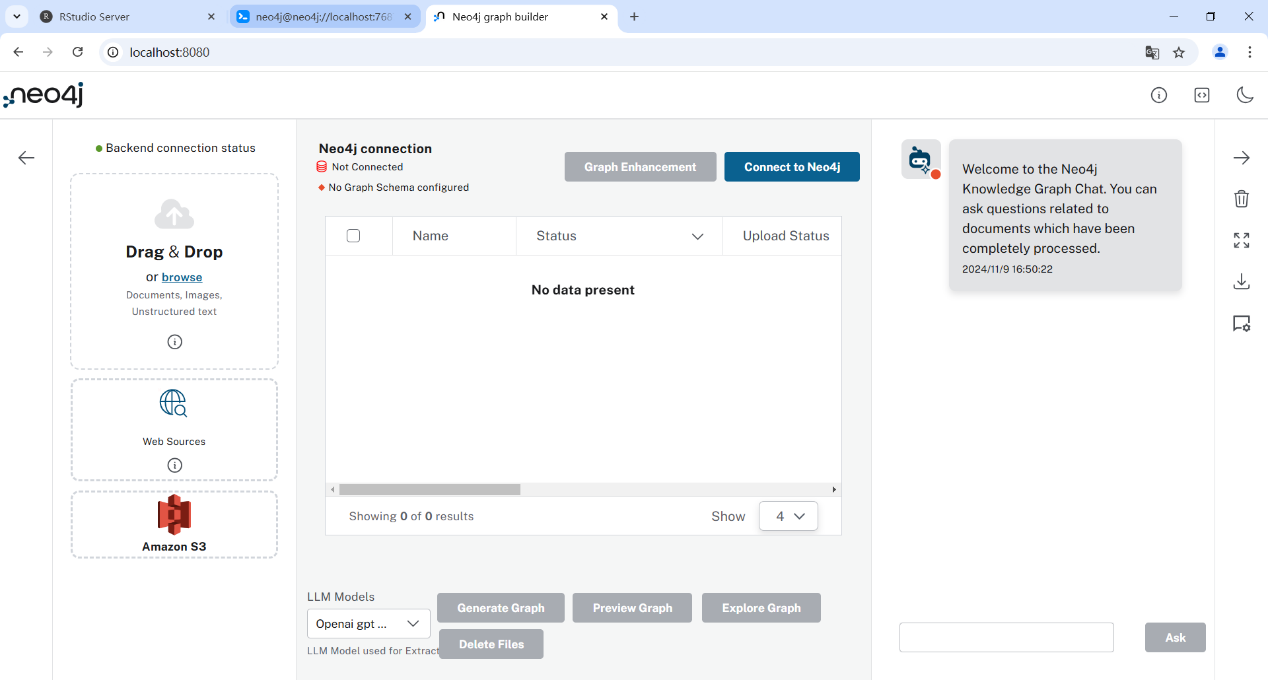 RStudio Server
neo4j@neo4j://localhost:768
Neo4j graph builder
localhost:8080
neo4j
Backend connection status
Drag & Drop
or browse
Documents, Images,
Unstructured text
Web Sources
Amazon S3
Neo4j connection
Not Connected
No Graph Schema configured
Graph Enhancement
Connect to Neo4j
Name
Status
Upload Status
No data present
Showing 0 of 0 results
Show
4
LLM Models
Openai gpt ...
LLM Model used for Extract
Generate Graph
Preview Graph
Explore Graph
Delete Files
Welcome to the Neo4j
Knowledge Graph Chat. You can
ask questions related to
documents which have been
completely processed.
2024/11/9 16:50:22
Ask